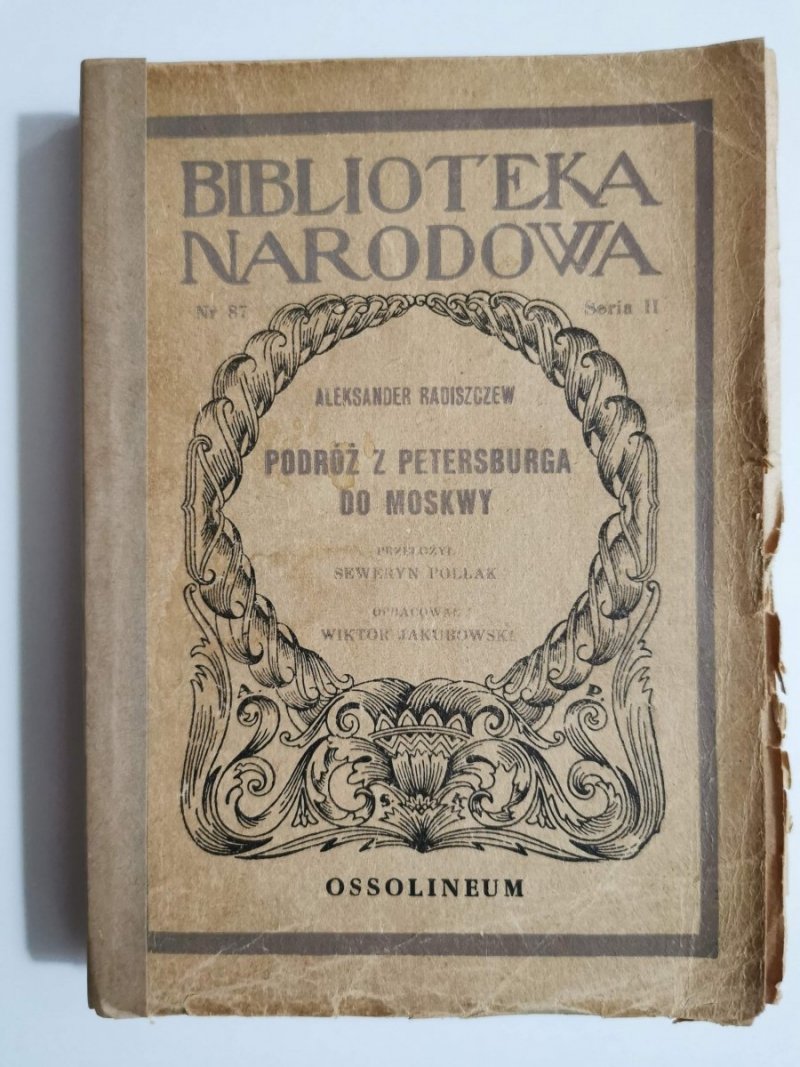 BIBLIOTEKA
NARODOWA
Nr 87 Seria II
ALEKSANDER RADISZCZEW
PODRÓŻ Z PETERSBURGA
DO MOSKWY
PRZEŁOŻYŁ
SEWERYN POLLAK
OPRACOWAŁ
WIKTOR JAKUBOWSKI
A P
S A
OSSOLINEUM